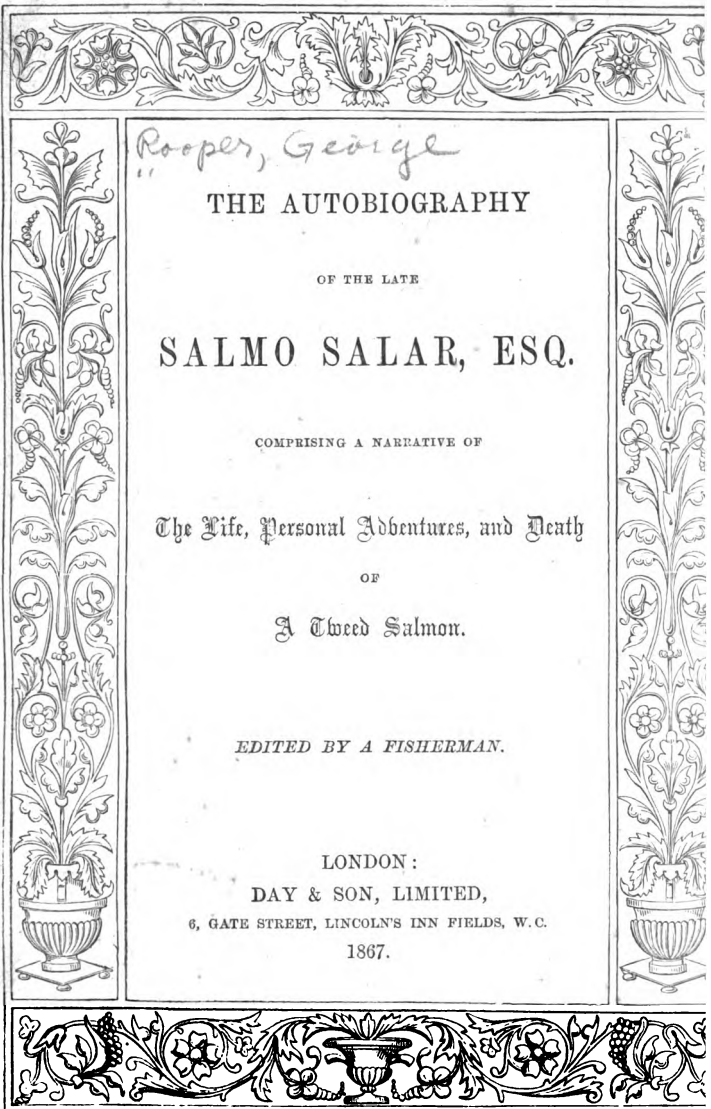 Rooper, George
THE AUTOBIOGRAPHY
OF THE LATE
SALMO SALAR, ESQ.
COMPRISING A NARRATIVE OF
The Life, Personal Adventures, and Death
OF
A Tweed Salmon.
EDITED BY A FISHERMAN.
LONDON:
DAY & SON, LIMITED,
6, GATE STREET, LINCOLN'S INN FIELDS, W.C.
1867.